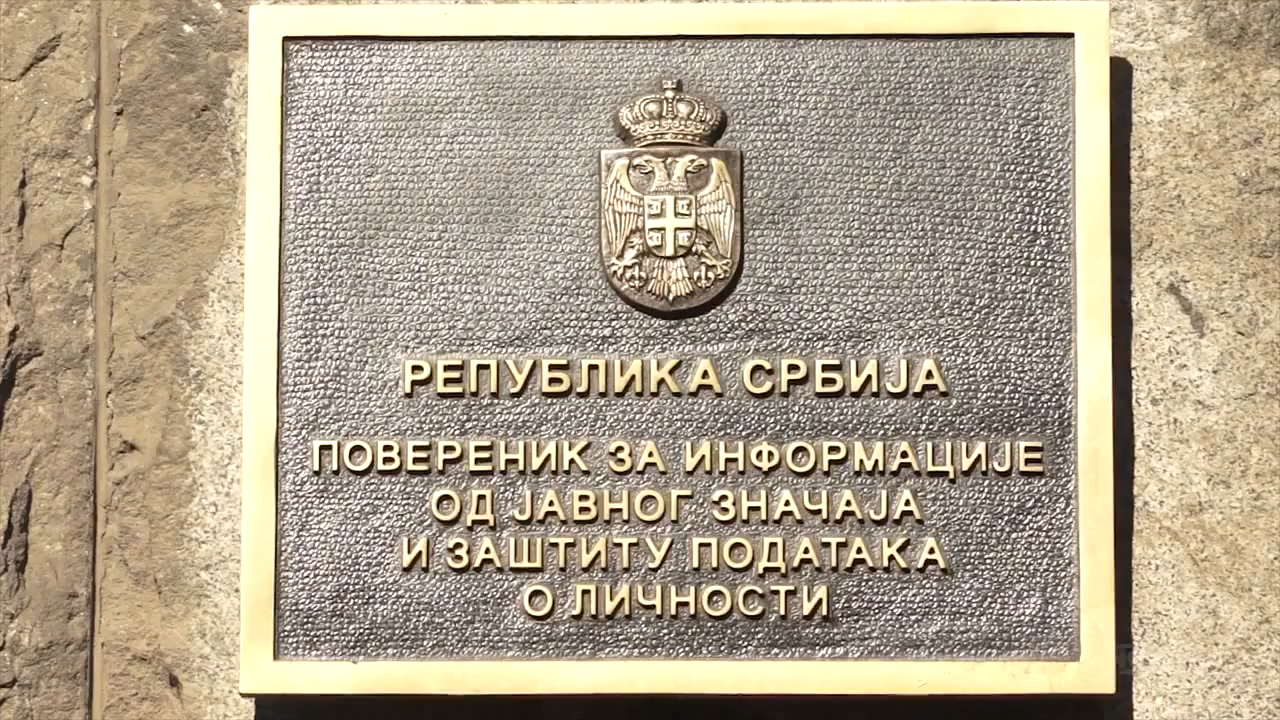 РЕПУБЛИКА СРБИЈА
ПОВЕРЕНИК ЗА ИНФОРМАЦИЈЕ
ОД ЈАВНОГ ЗНАЧАЈА
И ЗАШТИТУ ПОДАТАКА
О ЛИЧНОСТИ